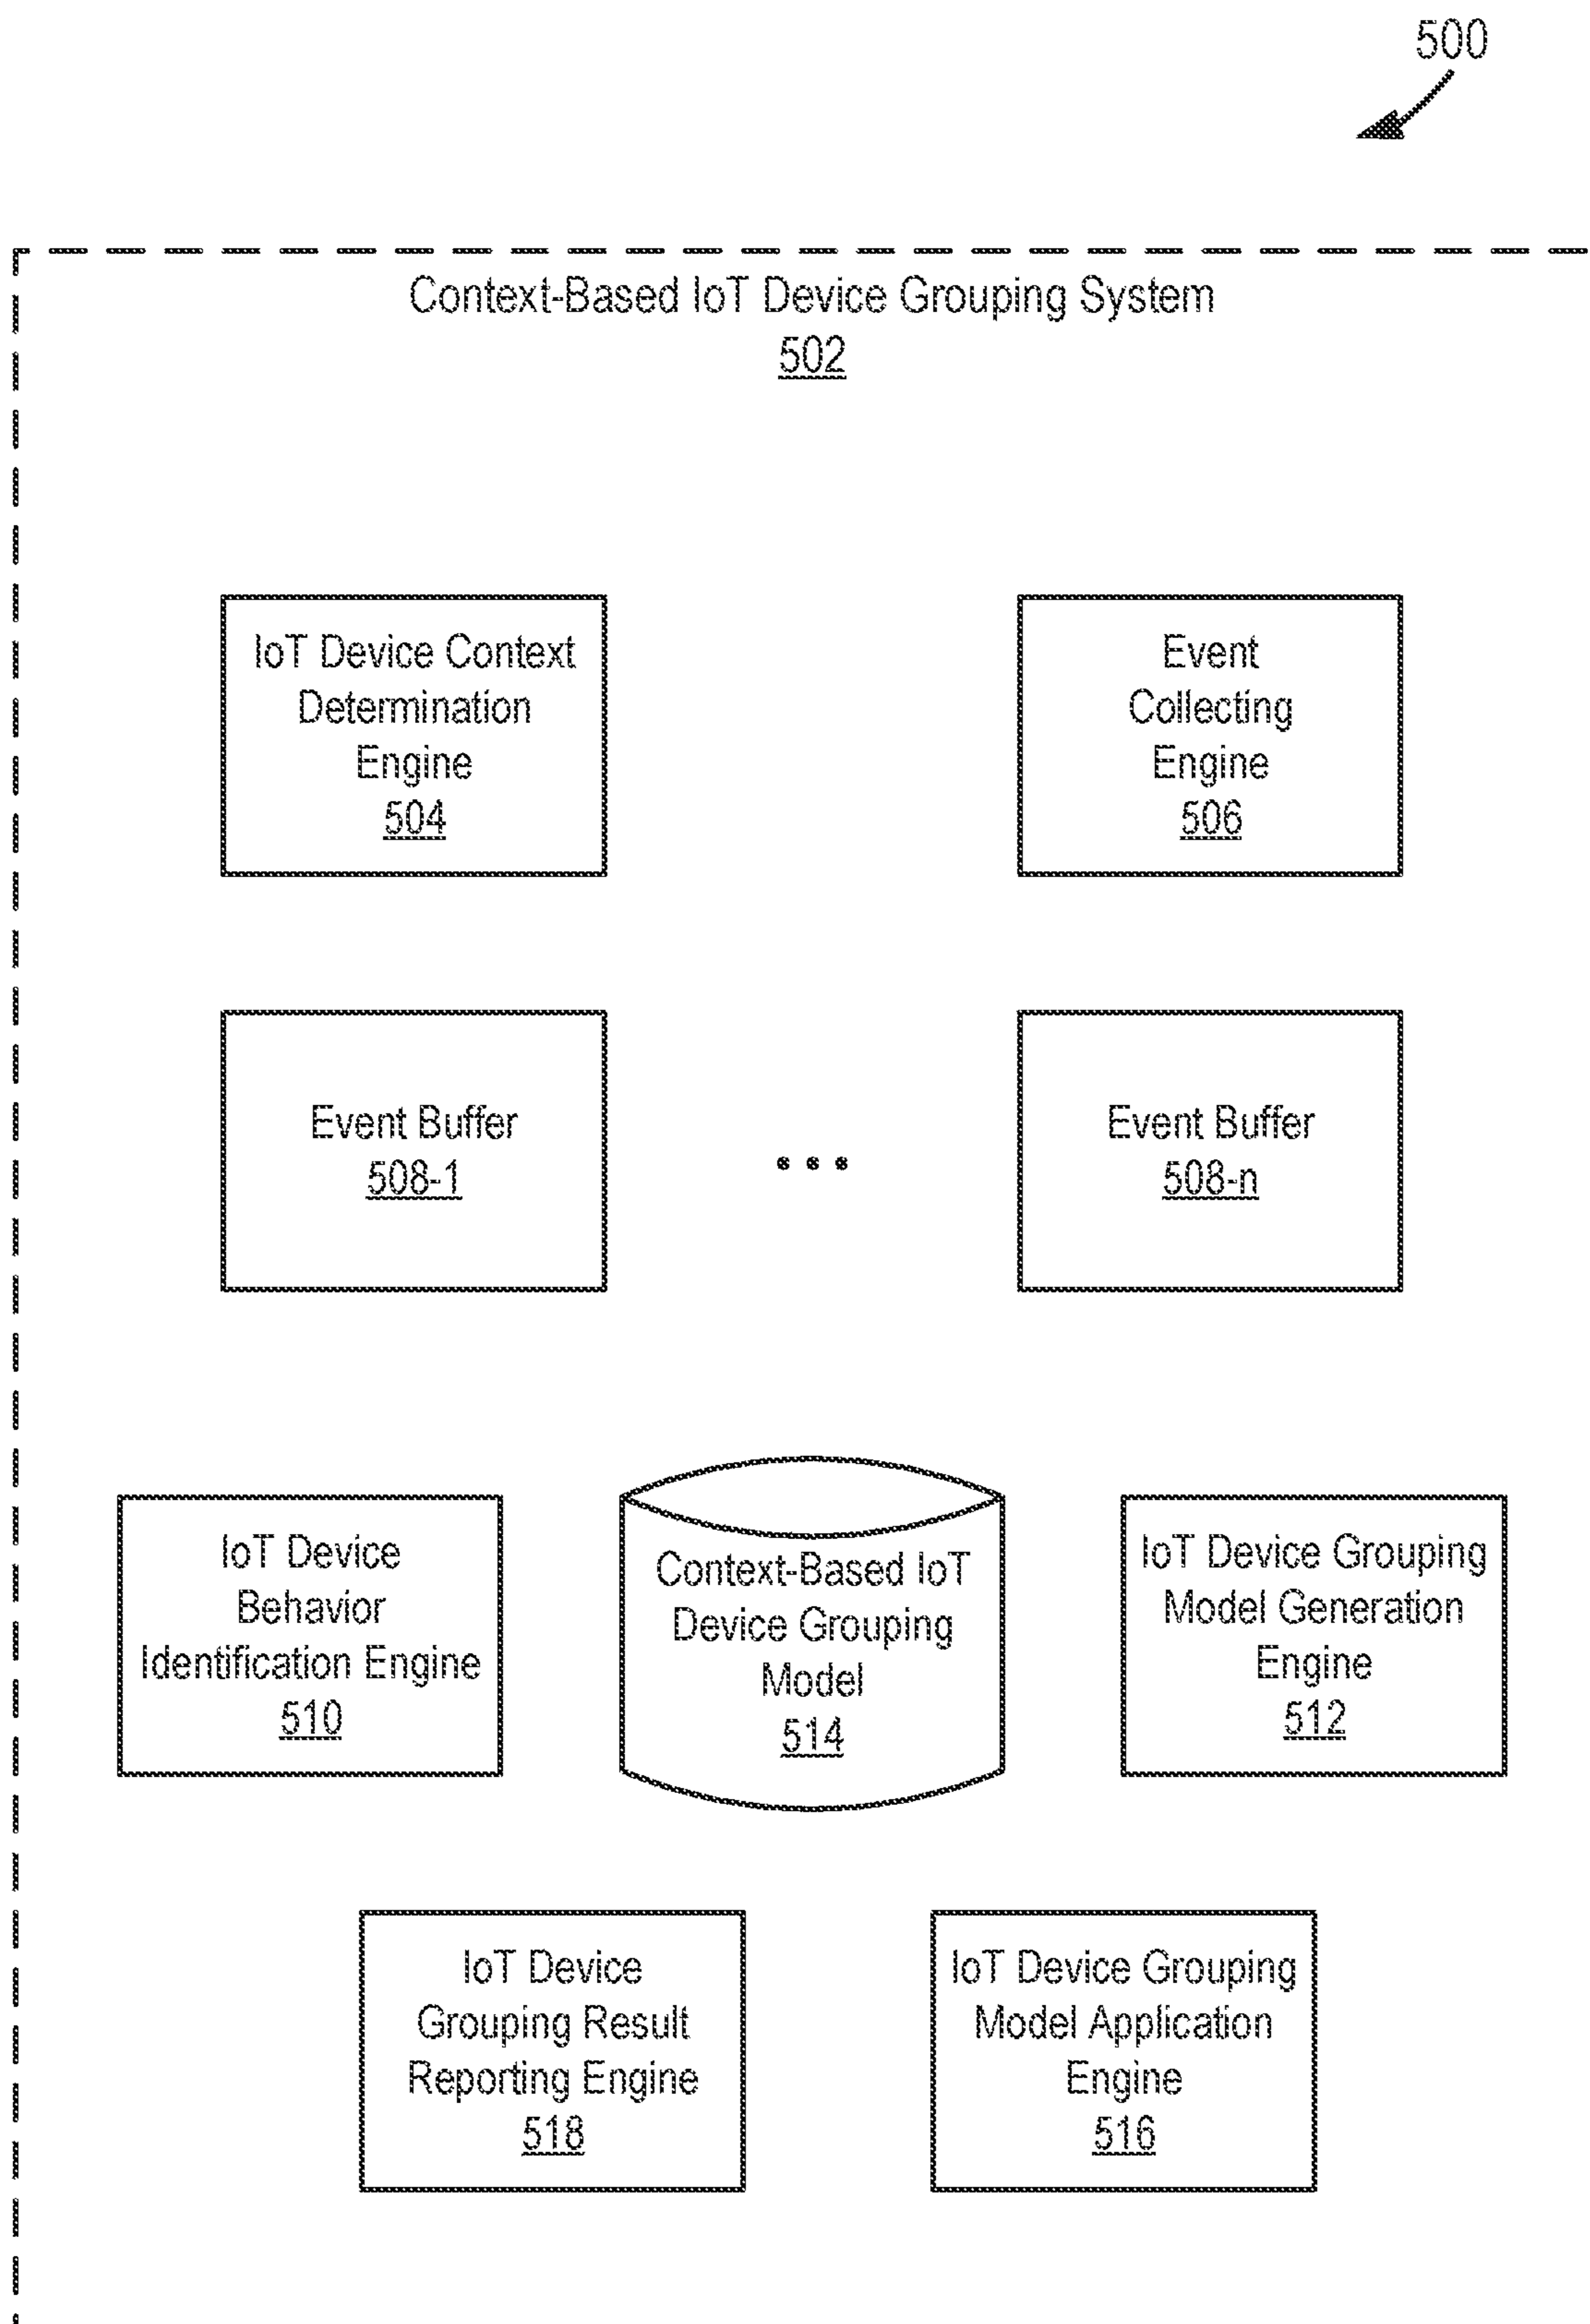 500
Context-Based IoT Device Grouping System
502
IoT Device Context
Determination
Engine
504
Event
Collecting
Engine
506
Event Buffer
508-1
...
Event Buffer
508-n
IoT Device
Behavior
Identification Engine
510
Context-Based IoT
Device Grouping
Model
514
IoT Device Grouping
Model Generation
Engine
512
IoT Device
Grouping Result
Reporting Engine
518
IoT Device Grouping
Model Application
Engine
516